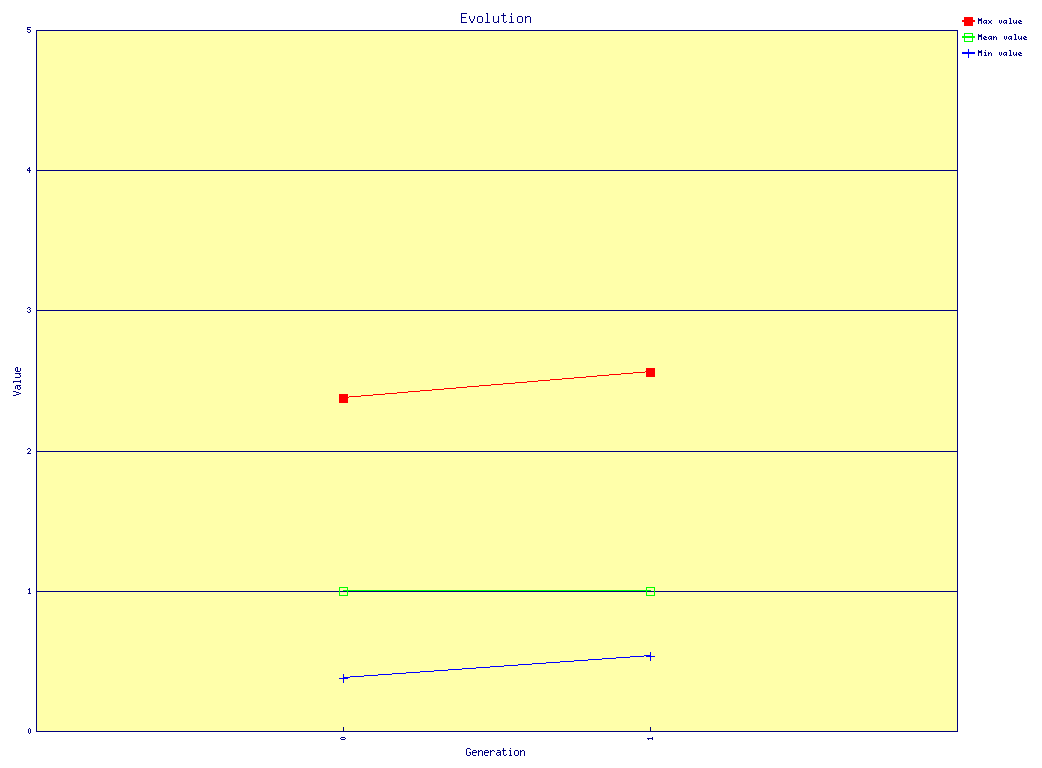 Evolution
Max value
Mean value
Min value
5
4
3
2
1
0
Value
0
1
Generation